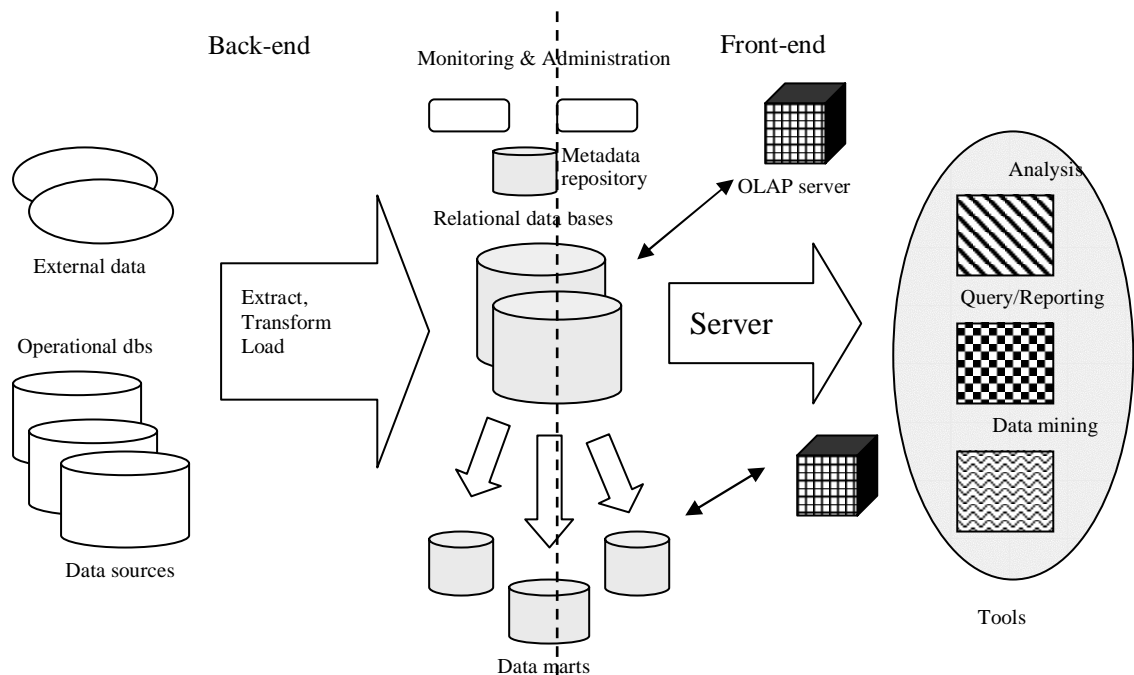 Back-end
Front-end
Monitoring & Administration
Metadata
repository
OLAP server
Analysis
Relational data bases
External data
Extract,
Transform
Load
Server
Query/Reporting
Operational dbs
Data mining
Data sources
Tools
Data marts